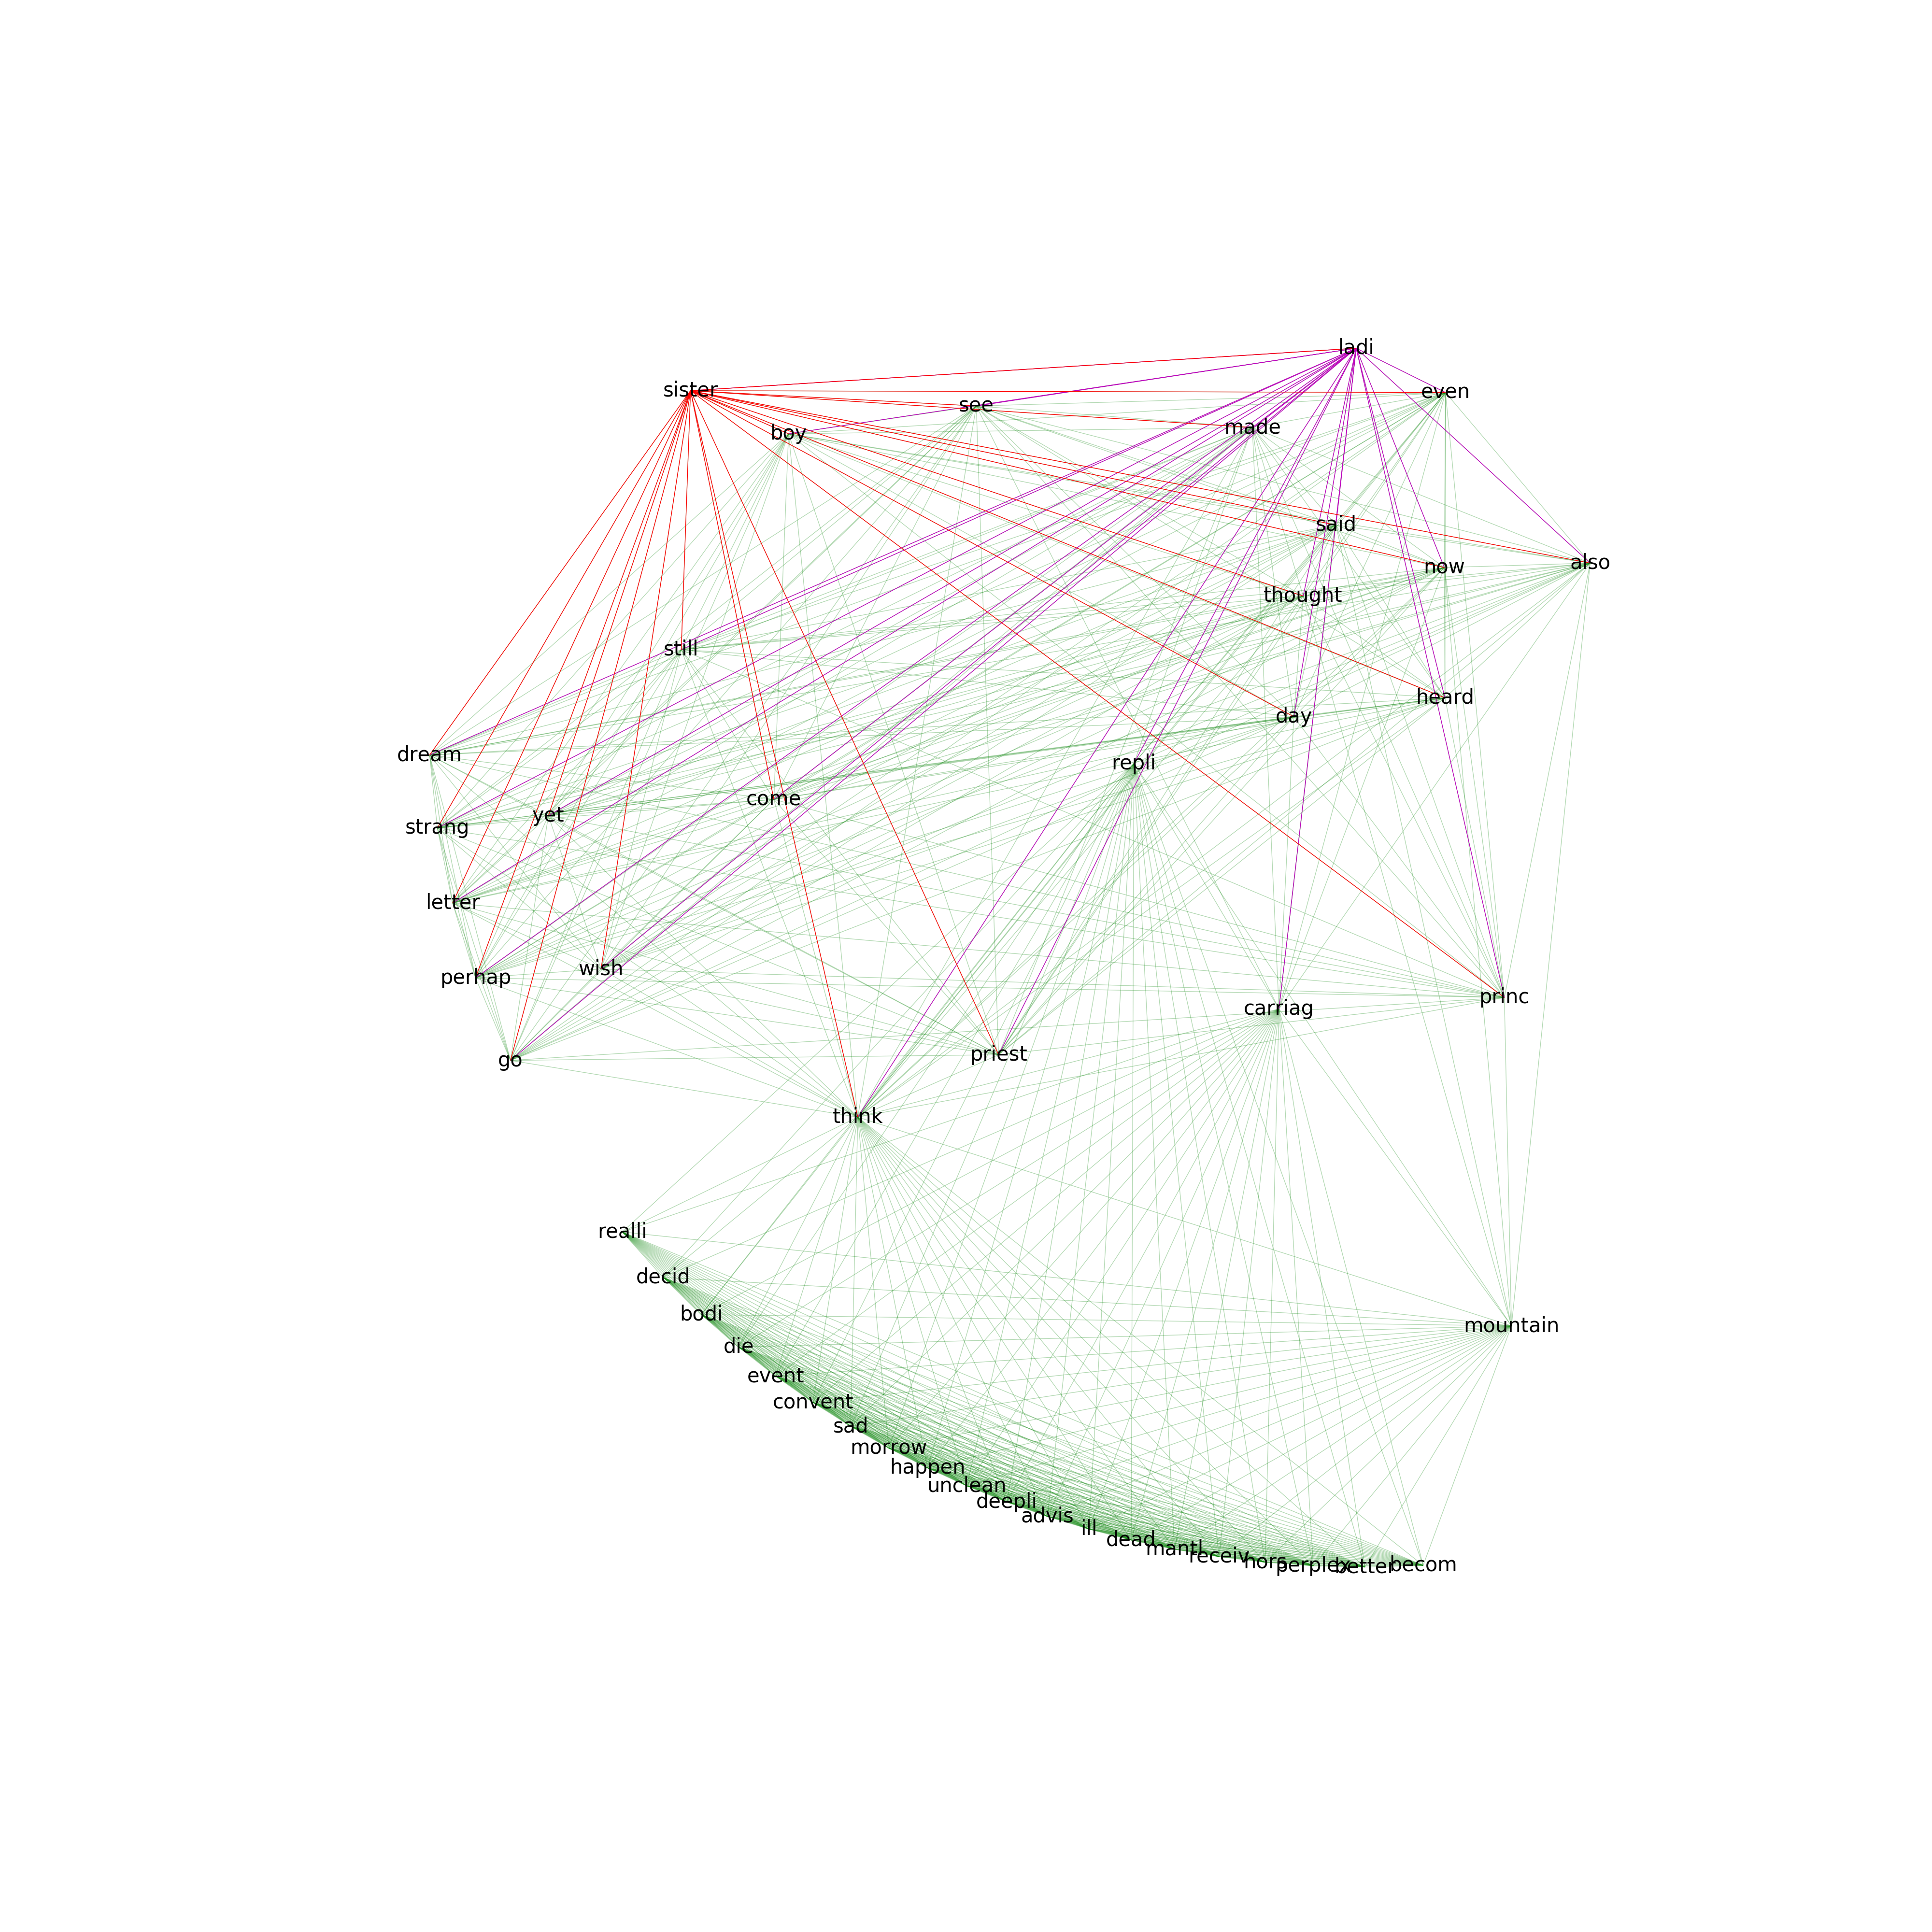 ladi
sister
even
see
made
boy
said
also
now
thought
still
heard
day
dream
repli
come
yet
strang
letter
wish
perhap
princ
carriag
priest
go
think
realli
decid
bodi
mountain
die
event
convent
sad
morrow
happen
unclean
deepli
advis
ill
dead
mantl
receiv
hors
perplex
better
becom